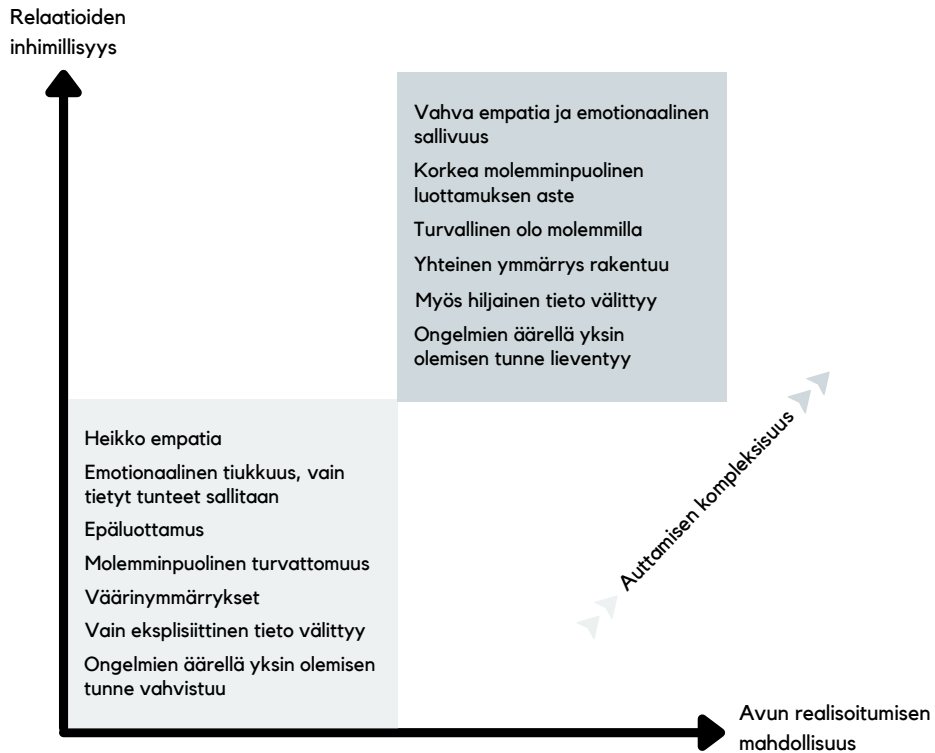 Relaatioiden
inhimillisyys
Vahva empatia ja emotionaalinen
sallivuus
Korkea molemminpuolinen
luottamuksen aste
Turvallinen olo molemmilla
Yhteinen ymmärrys rakentuu
Myös hiljainen tieto välittyy
Ongelmien äärellä yksin
olemisen tunne lieventyy
Heikko empatia
Emotionaalinen tiukkuus, vain
tietyt tunteet sallitaan
Epäluottamus
Molemminpuolinen turvattomuus
Väärinymmärrykset
Vain eksplisiittinen tieto välittyy
Ongelmien äärellä yksin olemisen
tunne vahvistuu
Auttamisen kompleksisuus
Avun realisoitumisen
mahdollisuus